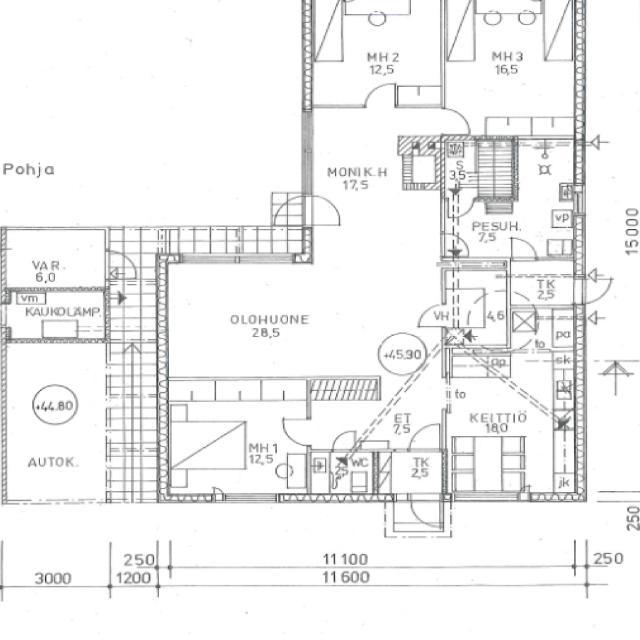 MH 2
12,5
MH 3
16,5
Pohja
MONIK.H
17,5
S
3,5
PESUH.
7,5
vp
15 000
VAR.
6,0
vm
KAUKOLÄMP.
OLOHUONE
28,5
VH
4,6
TK
2,5
to
pa
+45.90
sk
+44.80
AUTOK.
MH 1
12,5
ET
7,5
to
KEITTIÖ
18,0
WC
TK
2,5
jk
250
250
11 100
250
3000
1200
11 600